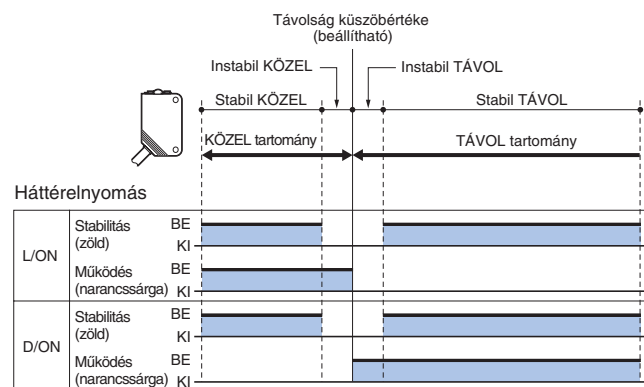 Távolság küszöbértéke
(beállítható)
Instabil KÖZEL
Instabil TÁVOL
Stabil KÖZEL
Stabil TÁVOL
KÖZEL tartomány
TÁVOL tartomány
Háttérelnyomás
L/ON
Stabilitás
(zöld)
BE
KI
Működés
(narancssárga)
BE
KI
D/ON
Stabilitás
(zöld)
BE
KI
Működés
(narancssárga)
BE
KI